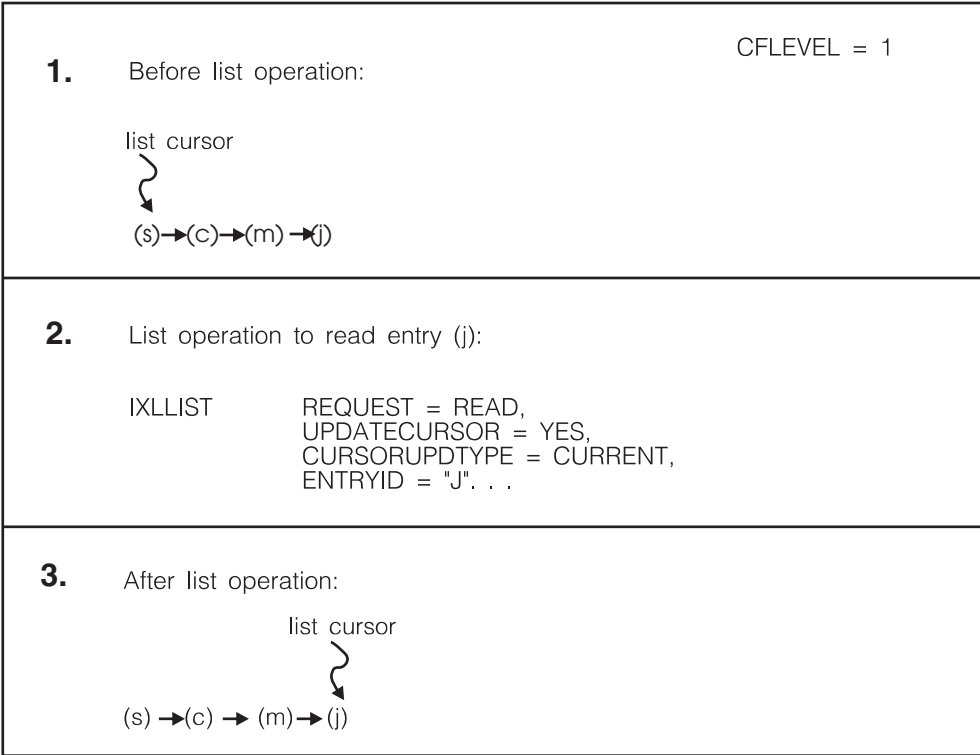 CFLEVEL = 1
1. Before list operation:
list cursor
(s)→(c)→(m)→(j)
2. List operation to read entry (j):
IXLLIST REQUEST = READ,
UPDATECURSOR = YES,
CURSORUPDTYPE = CURRENT,
ENTRYID = "J". . .
3. After list operation:
list cursor
(s)→(c)→(m)→(j)